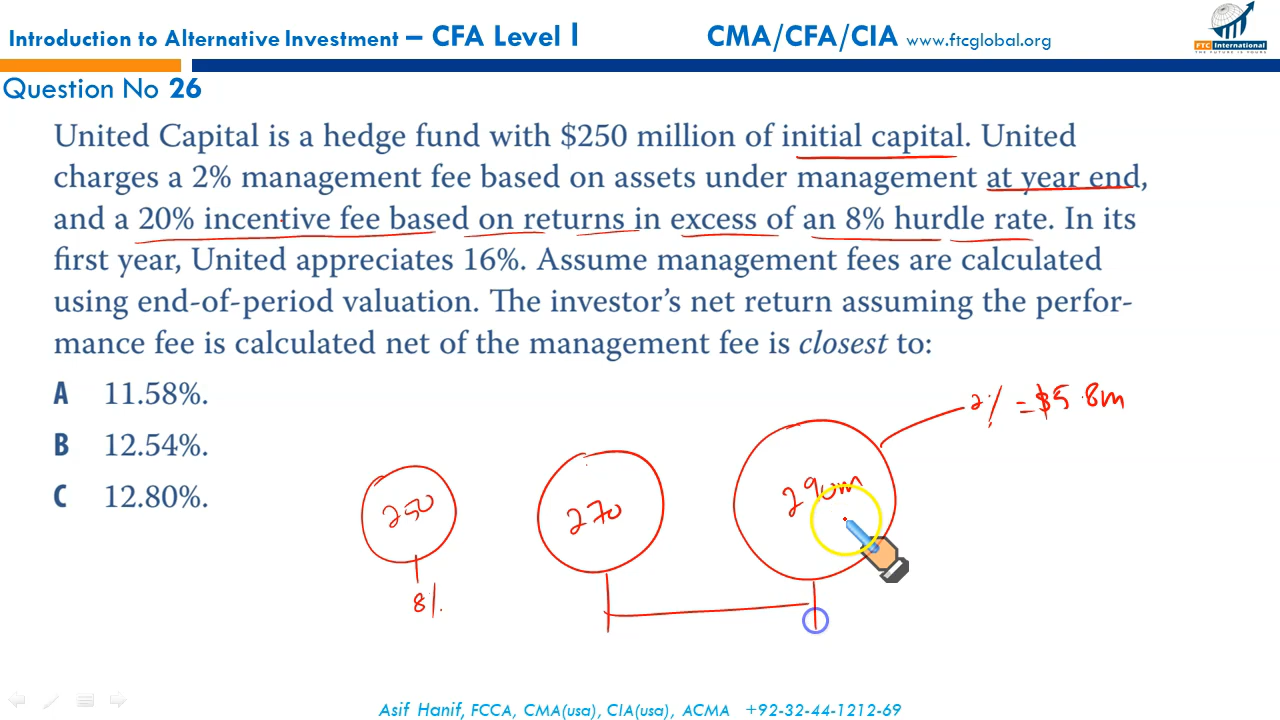 Introduction to Alternative Investment – CFA Level I CMA/CFA/CIA www.ftcglobal.org
FTC International
THE FUTURE IS YOURS
Question No 26
United Capital is a hedge fund with $250 million of initial capital. United
charges a 2% management fee based on assets under management at year end,
and a 20% incentive fee based on returns in excess of an 8% hurdle rate. In its
first year, United appreciates 16%. Assume management fees are calculated
using end-of-period valuation. The investor’s net return assuming the perfor-
mance fee is calculated net of the management fee is closest to:
A 11.58%.
B 12.54%.
C 12.80%.
2% = $5.8m
250
270
290m
8%
Asif Hanif, FCCA, CMA(usa), CIA(usa), ACMA +92-32-44-1212-69